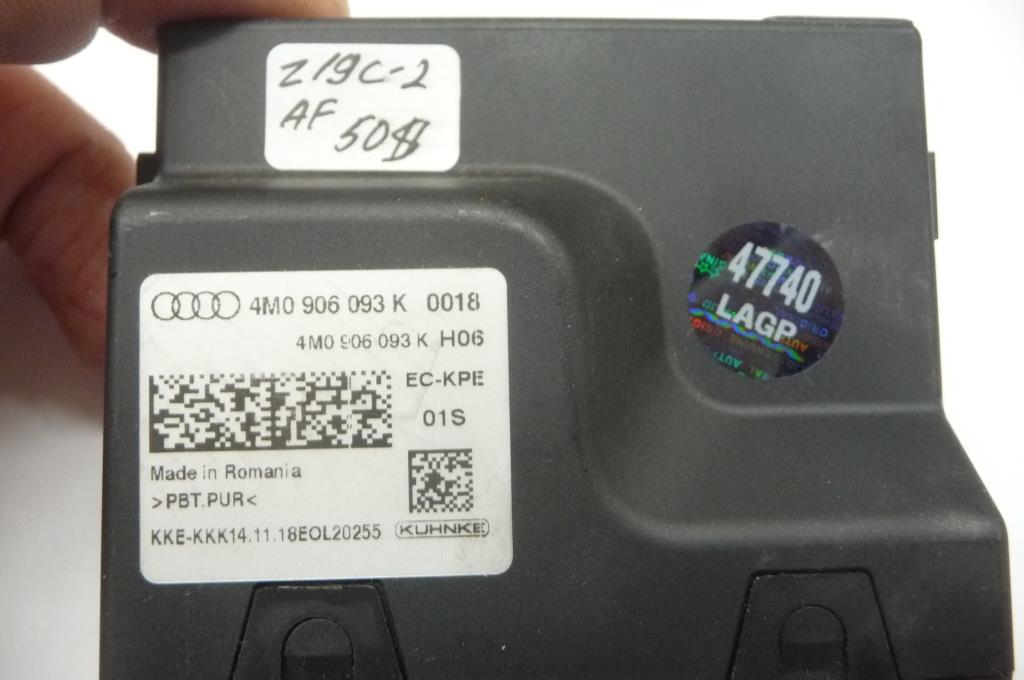 Z19C-2
AF 50$
47740
LAGP
4M0 906 093 K 0018
4M0 906 093 K H06
EC-KPE
01S
Made in Romania
>PBT.PUR<
KKE-KKK14.11.18EOL20255
KUHNKE